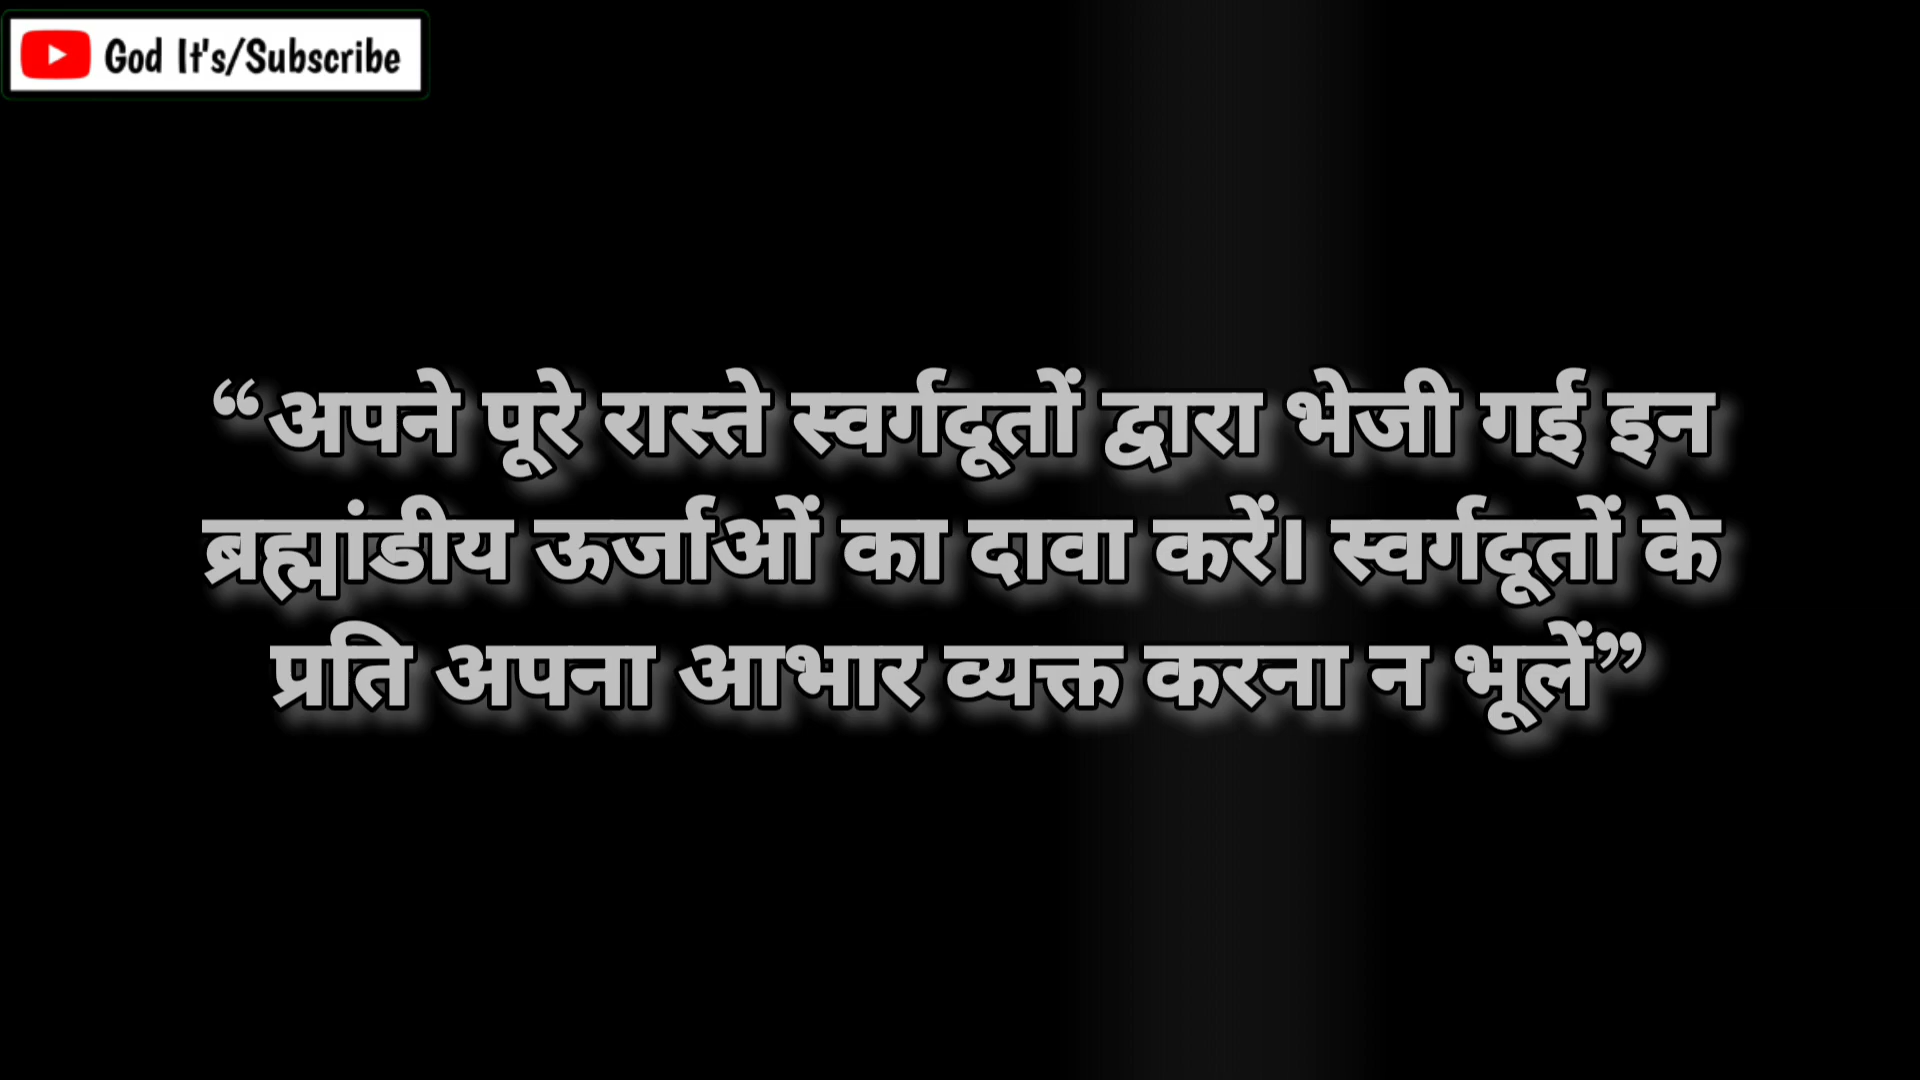 God It's/Subscribe
“अपने पूरे रास्ते स्वर्गदूतों द्वारा भेजी गई इन
ब्रह्मांडीय ऊर्जाओं का दावा करें। स्वर्गदूतों के
प्रति अपना आभार व्यक्त करना न भूलें”